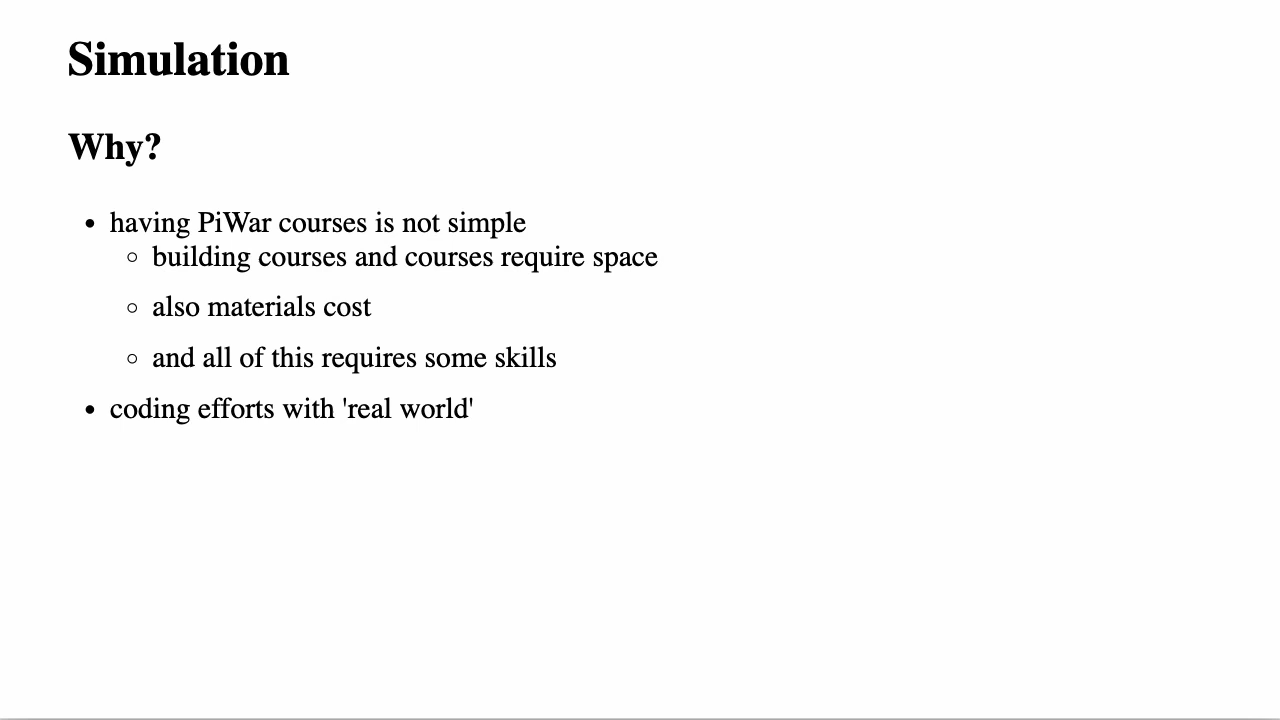 Simulation
Why?
having PiWar courses is not simple
building courses and courses require space
also materials cost
and all of this requires some skills
coding efforts with 'real world'